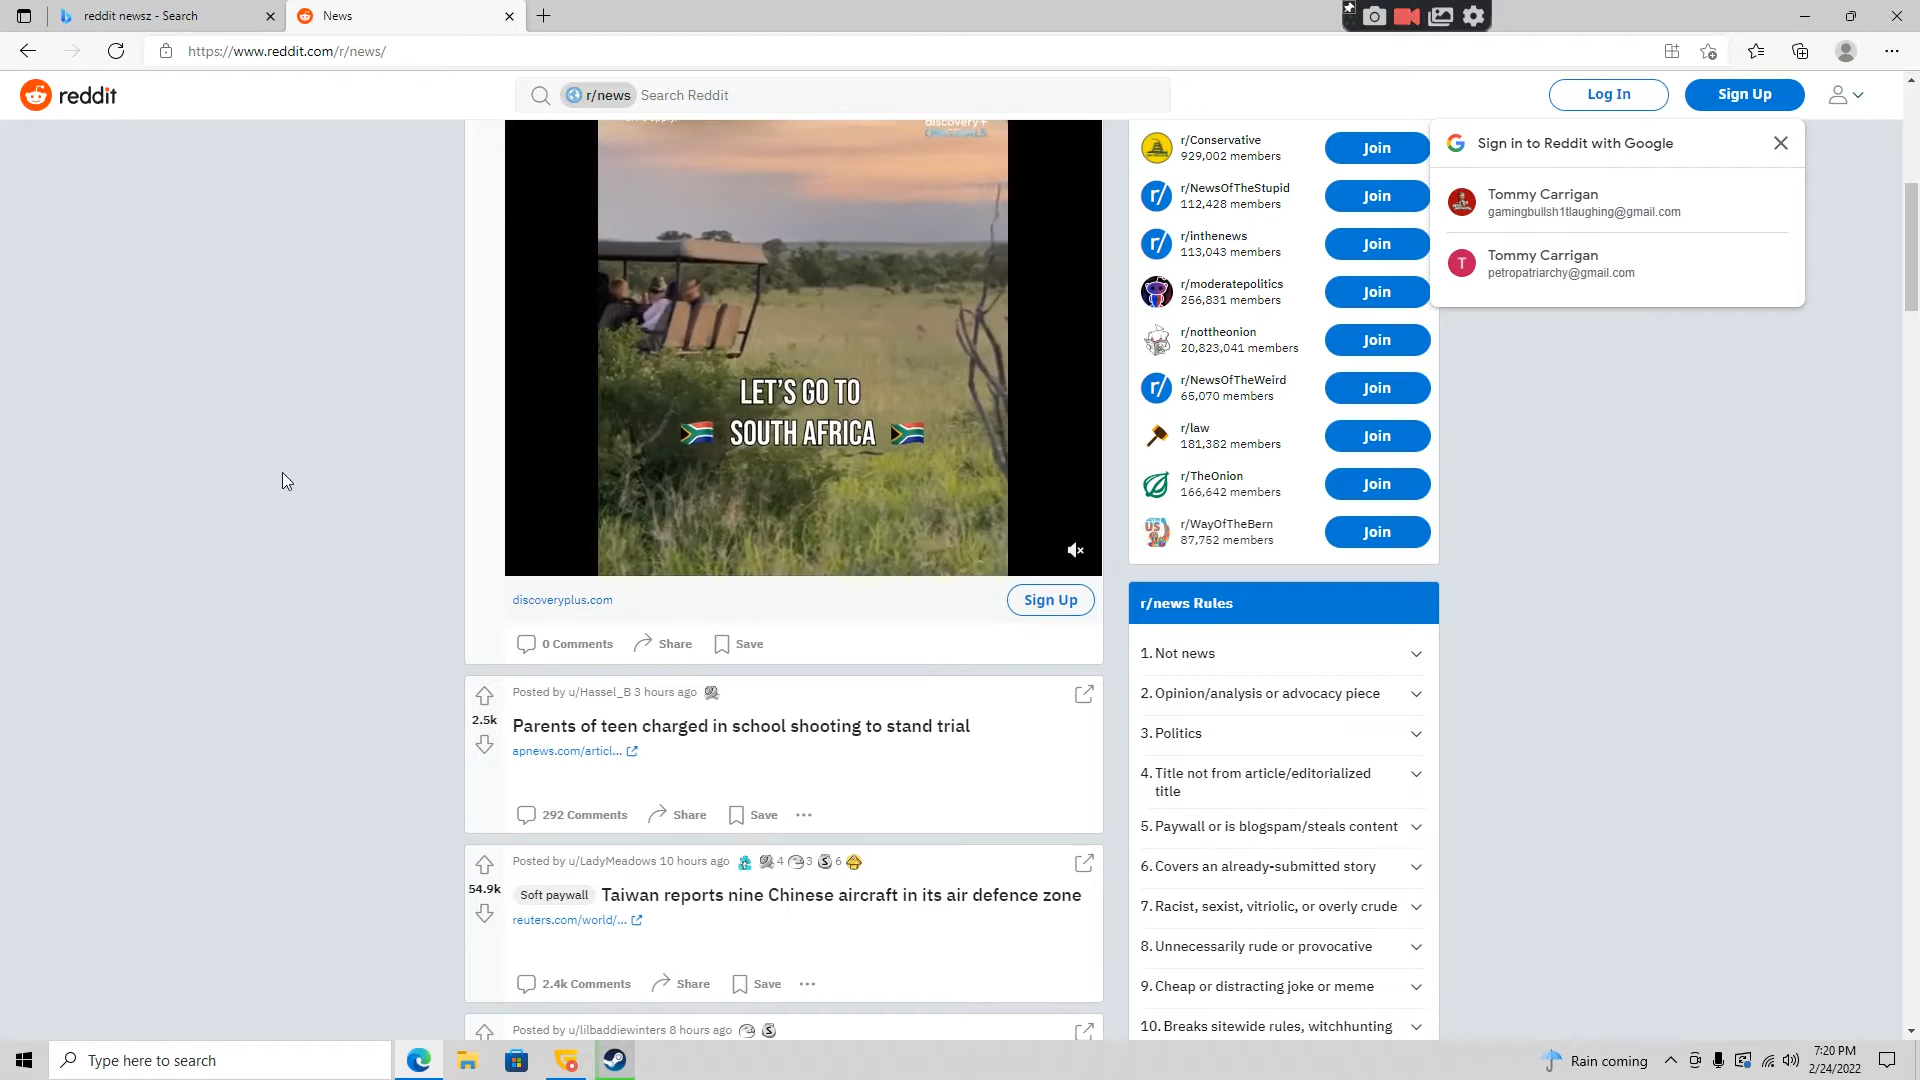 reddit newsz - Search
News
https://www.reddit.com/r/news/
reddit
r/news Search Reddit
Log In
Sign Up
discovery+
LET'S GO TO
SOUTH AFRICA
discoveryplus.com
Sign Up
0 Comments Share Save
Posted by u/Hassel_B 3 hours ago
2.5k
Parents of teen charged in school shooting to stand trial
apnews.com/articl...
292 Comments Share Save
Posted by u/LadyMeadows 10 hours ago 4 3 6
54.9k
Soft paywall Taiwan reports nine Chinese aircraft in its air defence zone
reuters.com/world/...
2.4k Comments Share Save
Posted by u/lilbaddiewinters 8 hours ago
r/Conservative
929,002 members
Join
r/NewsOfTheStupid
112,428 members
Join
r/inthenews
113,043 members
Join
r/moderatepolitics
256,831 members
Join
r/nottheonion
20,823,041 members
Join
r/NewsOfTheWeird
65,070 members
Join
r/law
181,382 members
Join
r/TheOnion
166,642 members
Join
r/WayOfTheBern
87,752 members
Join
r/news Rules
1. Not news
2. Opinion/analysis or advocacy piece
3. Politics
4. Title not from article/editorialized
title
5. Paywall or is blogspam/steals content
6. Covers an already-submitted story
7. Racist, sexist, vitriolic, or overly crude
8. Unnecessarily rude or provocative
9. Cheap or distracting joke or meme
10. Breaks sitewide rules, witchhunting
Sign in to Reddit with Google
Tommy Carrigan
gamingbullsh1tlaughing@gmail.com
T
Tommy Carrigan
petropatriarchy@gmail.com
Type here to search
Rain coming
7:20 PM
2/24/2022